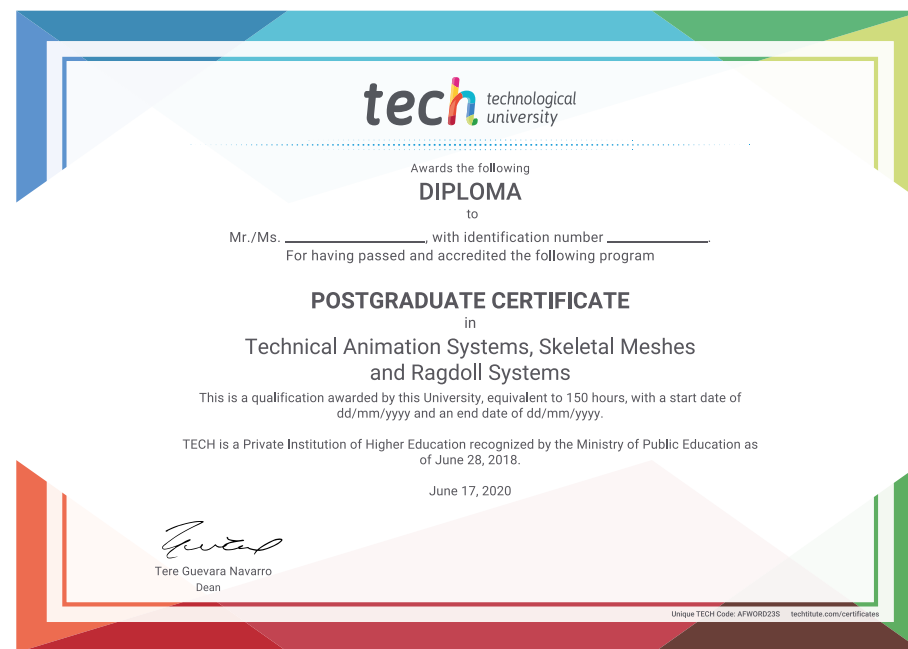 tech technological
university
Awards the following
DIPLOMA
to
Mr./Ms. ____________, with identification number ____________.
For having passed and accredited the following program
POSTGRADUATE CERTIFICATE
in
Technical Animation Systems, Skeletal Meshes
and Ragdoll Systems
This is a qualification awarded by this University, equivalent to 150 hours, with a start date of
dd/mm/yyyy and an end date of dd/mm/yyyy.
TECH is a Private Institution of Higher Education recognized by the Ministry of Public Education as
of June 28, 2018.
June 17, 2020
Tere Guevara Navarro
Dean
Unique TECH Code: AFWORD23S techtitute.com/certificates